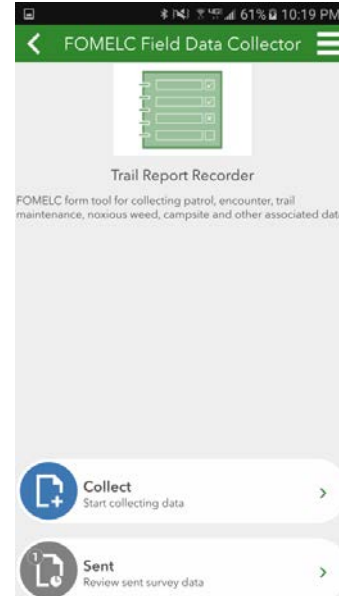 61% 10:19 PM
FOMELC Field Data Collector
Trail Report Recorder
FOMELC form tool for collecting patrol, encounter, trail
maintenance, noxious weed, campsite and other associated dat
Collect
Start collecting data
1
Sent
Review sent survey data